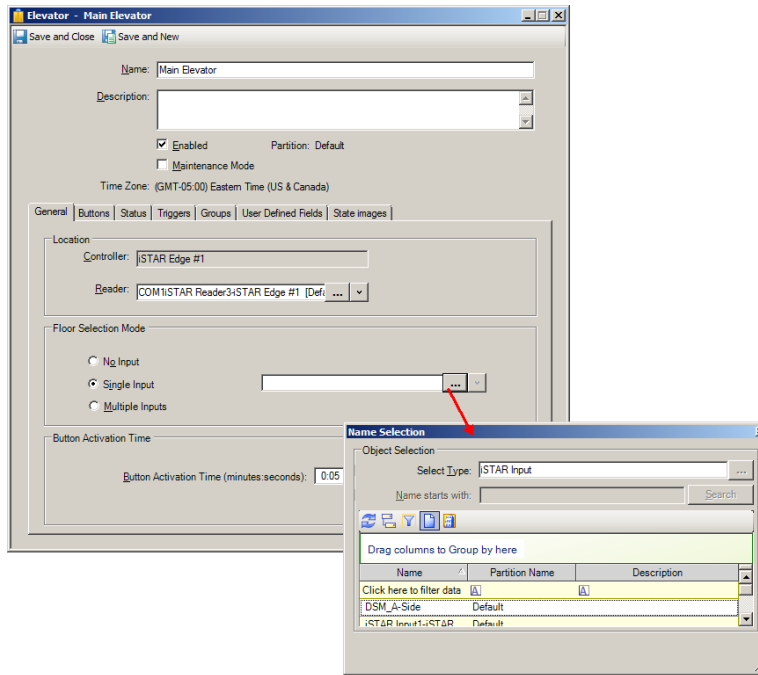 Elevator - Main Elevator
Save and Close Save and New
Name: Main Elevator
Description:
Enabled Partition: Default
Maintenance Mode
Time Zone: (GMT-05:00) Eastern Time (US & Canada)
General Buttons Status Triggers Groups User Defined Fields State images
Location
Controller: iSTAR Edge #1
Reader: COM1iSTAR Reader3-iSTAR Edge #1 [Defa ...
Floor Selection Mode
No Input
Single Input ...
Multiple Inputs
Button Activation Time
Button Activation Time (minutes:seconds): 0:05
Name Selection
Object Selection
Select Type: iSTAR Input ...
Name starts with: Search
Drag columns to Group by here
Name Partition Name Description
Click here to filter data A A
DSM_A-Side Default
iSTAR Input1-iSTAR Default